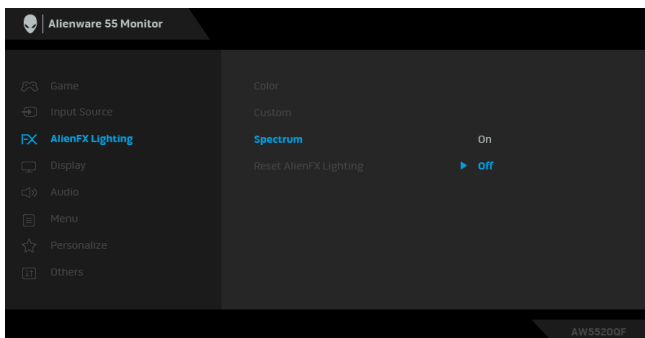 Alienware 55 Monitor
Game
Color
Input Source
Custom
AlienFX Lighting
Spectrum
On
Display
Reset AlienFX Lighting
Off
Audio
Menu
Personalize
Others
AW5520QF